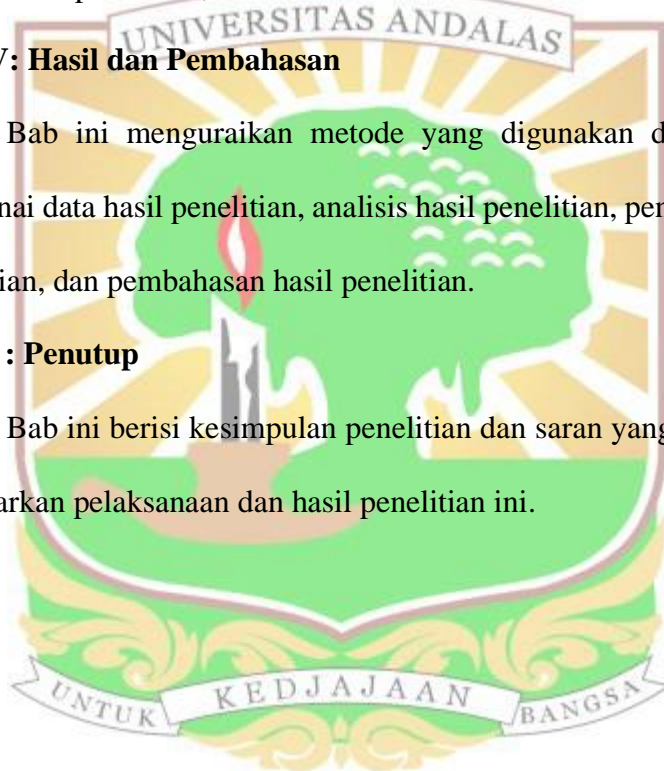 UNIVERSITAS ANDALAS
V: Hasil dan Pembahasan
Bab ini menguraikan metode yang digunakan d
nai data hasil penelitian, analisis hasil penelitian, pen
ian, dan pembahasan hasil penelitian.
: Penutup
Bab ini berisi kesimpulan penelitian dan saran yang
arkan pelaksanaan dan hasil penelitian ini.
UNTUK KEDJAJAAN BANGSA